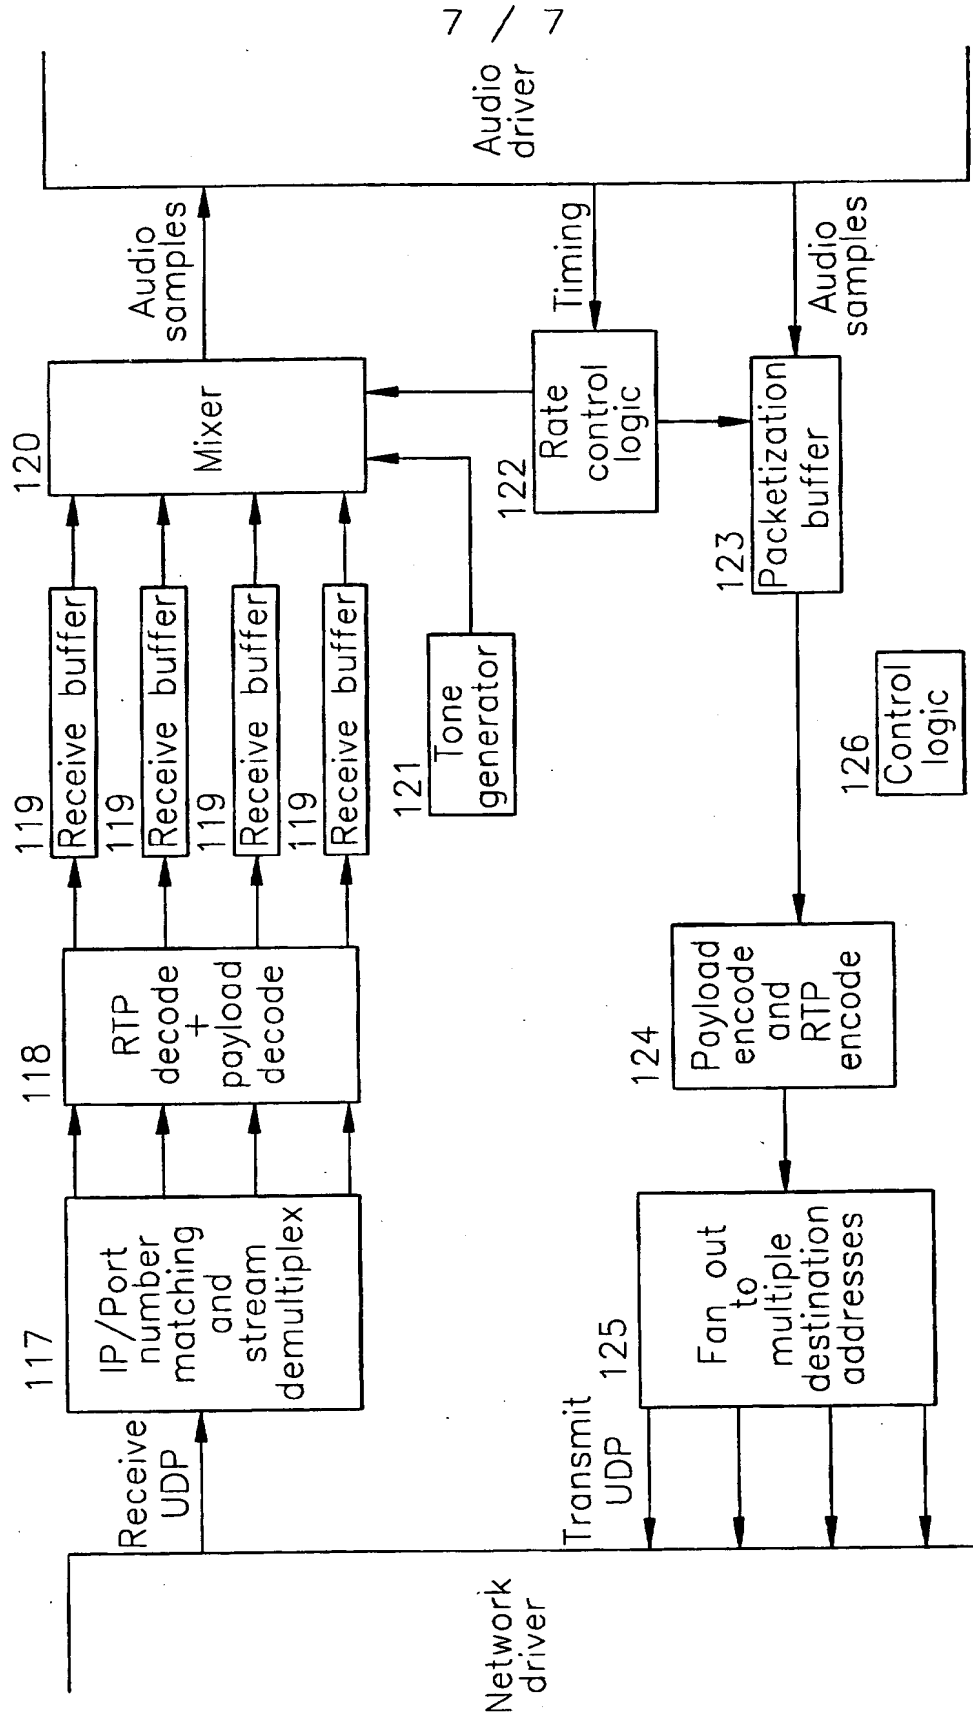 7 / 7
Network
driver
Receive
UDP
117
IP/Port
number
matching
and
stream
demultiplex
118
RTP
decode
+
payload
decode
119
Receive buffer
119
Receive buffer
119
Receive buffer
119
Receive buffer
120
Mixer
Audio
samples
Audio
driver
121
Tone
generator
122
Rate
control
logic
Timing
Transmit
UDP
125
Fan out
to
multiple
destination
addresses
124
Payload
encode
and
RTP
encode
123
Packetization
buffer
Audio
samples
126
Control
logic